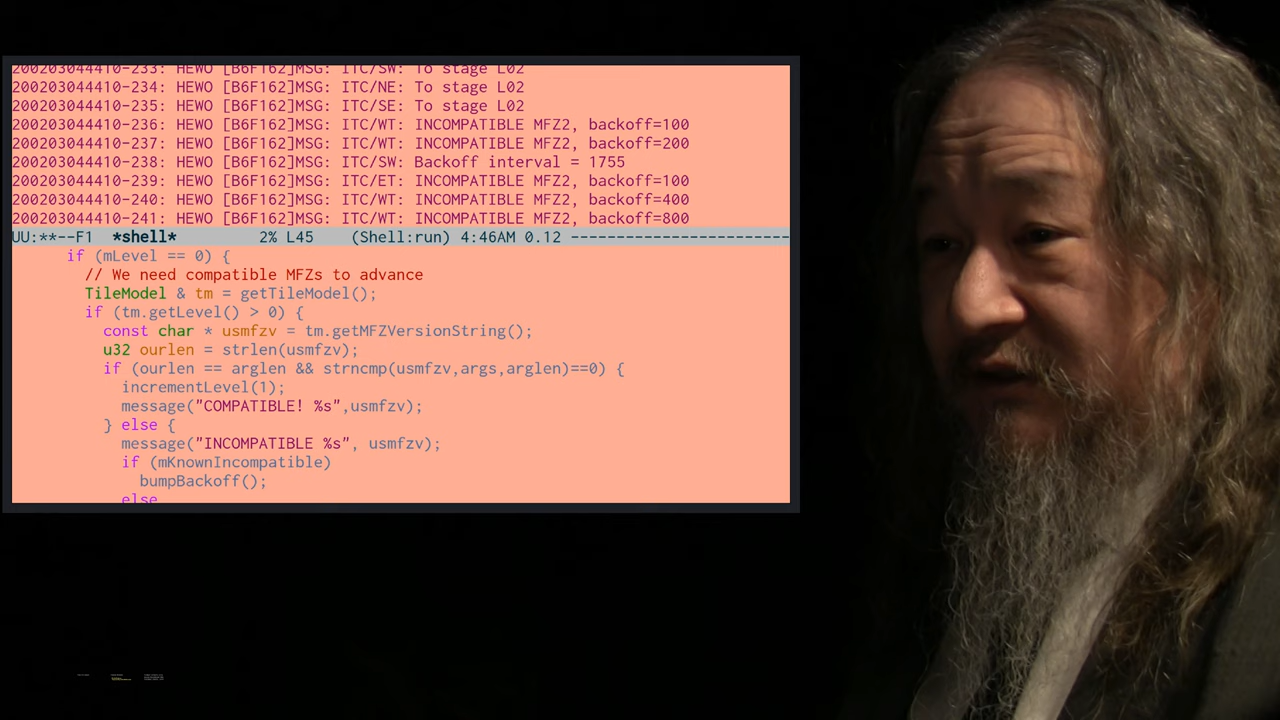 200203044410-233: HEWO [B6F162]MSG: ITC/SW: To stage L02
200203044410-234: HEWO [B6F162]MSG: ITC/NE: To stage L02
200203044410-235: HEWO [B6F162]MSG: ITC/SE: To stage L02
200203044410-236: HEWO [B6F162]MSG: ITC/WT: INCOMPATIBLE MFZ2, backoff=100
200203044410-237: HEWO [B6F162]MSG: ITC/WT: INCOMPATIBLE MFZ2, backoff=200
200203044410-238: HEWO [B6F162]MSG: ITC/SW: Backoff interval = 1755
200203044410-239: HEWO [B6F162]MSG: ITC/ET: INCOMPATIBLE MFZ2, backoff=100
200203044410-240: HEWO [B6F162]MSG: ITC/WT: INCOMPATIBLE MFZ2, backoff=400
200203044410-241: HEWO [B6F162]MSG: ITC/WT: INCOMPATIBLE MFZ2, backoff=800
UU:**--F1  *shell*         2% L45    (Shell:run) 4:46AM 0.12 ------------------------
if (mLevel == 0) {
// We need compatible MFZs to advance
TileModel & tm = getTileModel();
if (tm.getLevel() > 0) {
const char * usmfzv = tm.getMFZVersionString();
u32 ourlen = strlen(usmfzv);
if (ourlen == arglen && strncmp(usmfzv,args,arglen)==0) {
incrementLevel(1);
message("COMPATIBLE! %s",usmfzv);
} else {
message("INCOMPATIBLE %s", usmfzv);
if (mKnownIncompatible)
bumpBackoff();
else